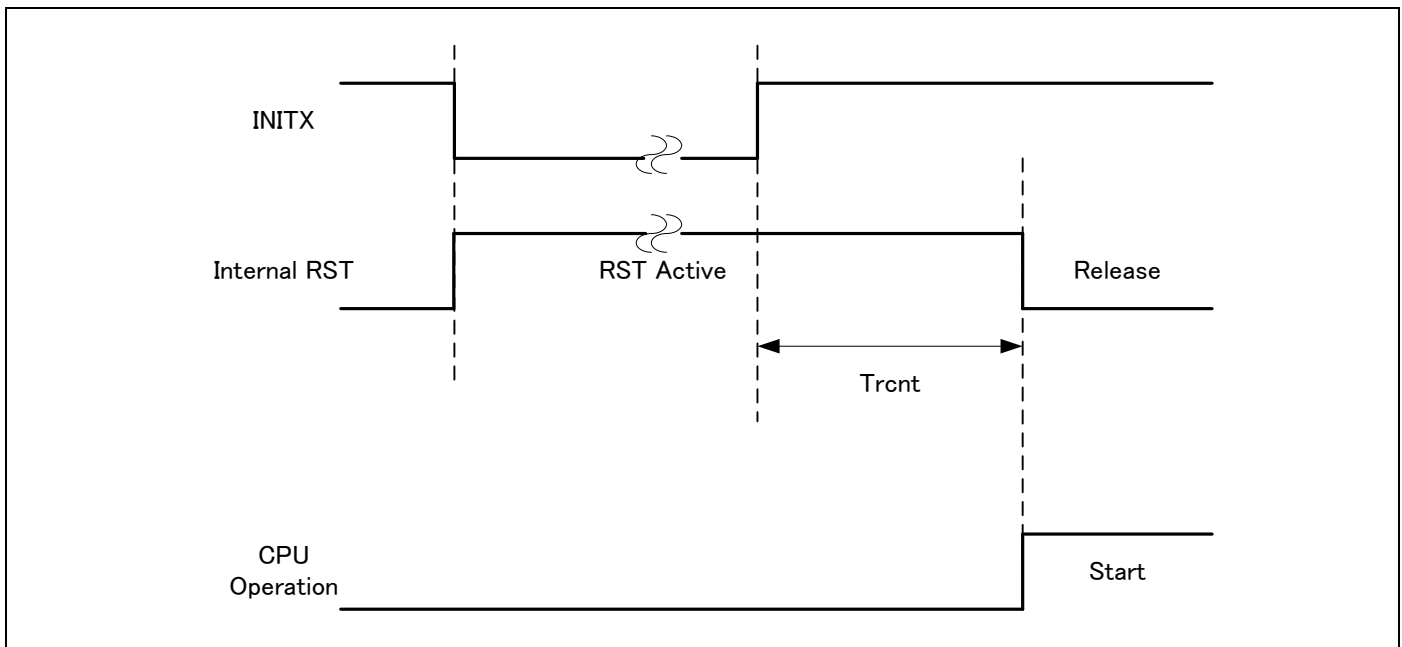 INITX
Internal RST
RST Active
Release
Trcnt
CPU
Operation
Start